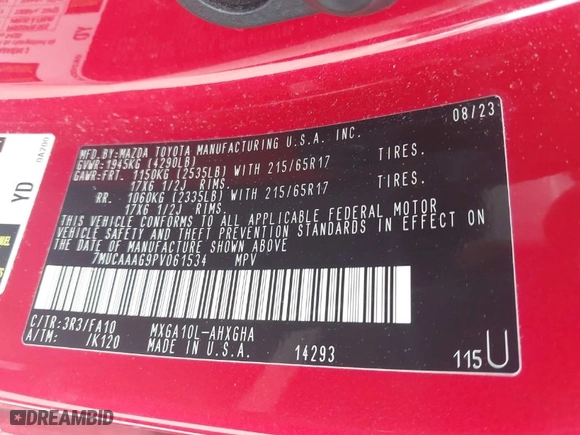 08/23
MFD.BY:MAZDA TOYOTA MANUFACTURING U.S.A. INC.
GVWR:1945KG (4290LB)
GAWR:FRT. 1150KG (2535LB) WITH 215/65R17 TIRES.
17X6 1/2J RIMS.
RR. 1060KG (2335LB) WITH 215/65R17 TIRES.
17X6 1/2J RIMS.
THIS VEHICLE CONFORMS TO ALL APPLICABLE FEDERAL MOTOR
VEHICLE SAFETY AND THEFT PREVENTION STANDARDS IN EFFECT ON
THE DATE OF MANUFACTURE SHOWN ABOVE.
7MUCAAAG9PV061534 MPV
C/TR:3R3/FA10 MXGA10L-AHXGHA
A/TM: /K120 MADE IN U.S.A. 14293 115U
YD
DREAMBID